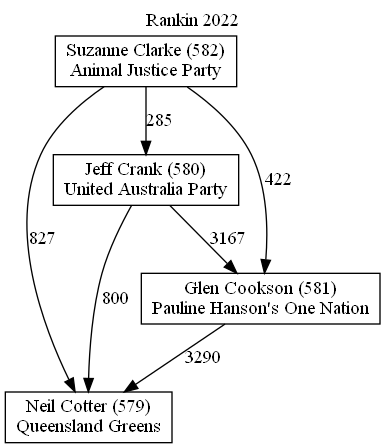 Rankin 2022
Suzanne Clarke (582)
Animal Justice Party
285
Jeff Crank (580)
United Australia Party
422
827
3167
800
Glen Cookson (581)
Pauline Hanson's One Nation
3290
Neil Cotter (579)
Queensland Greens